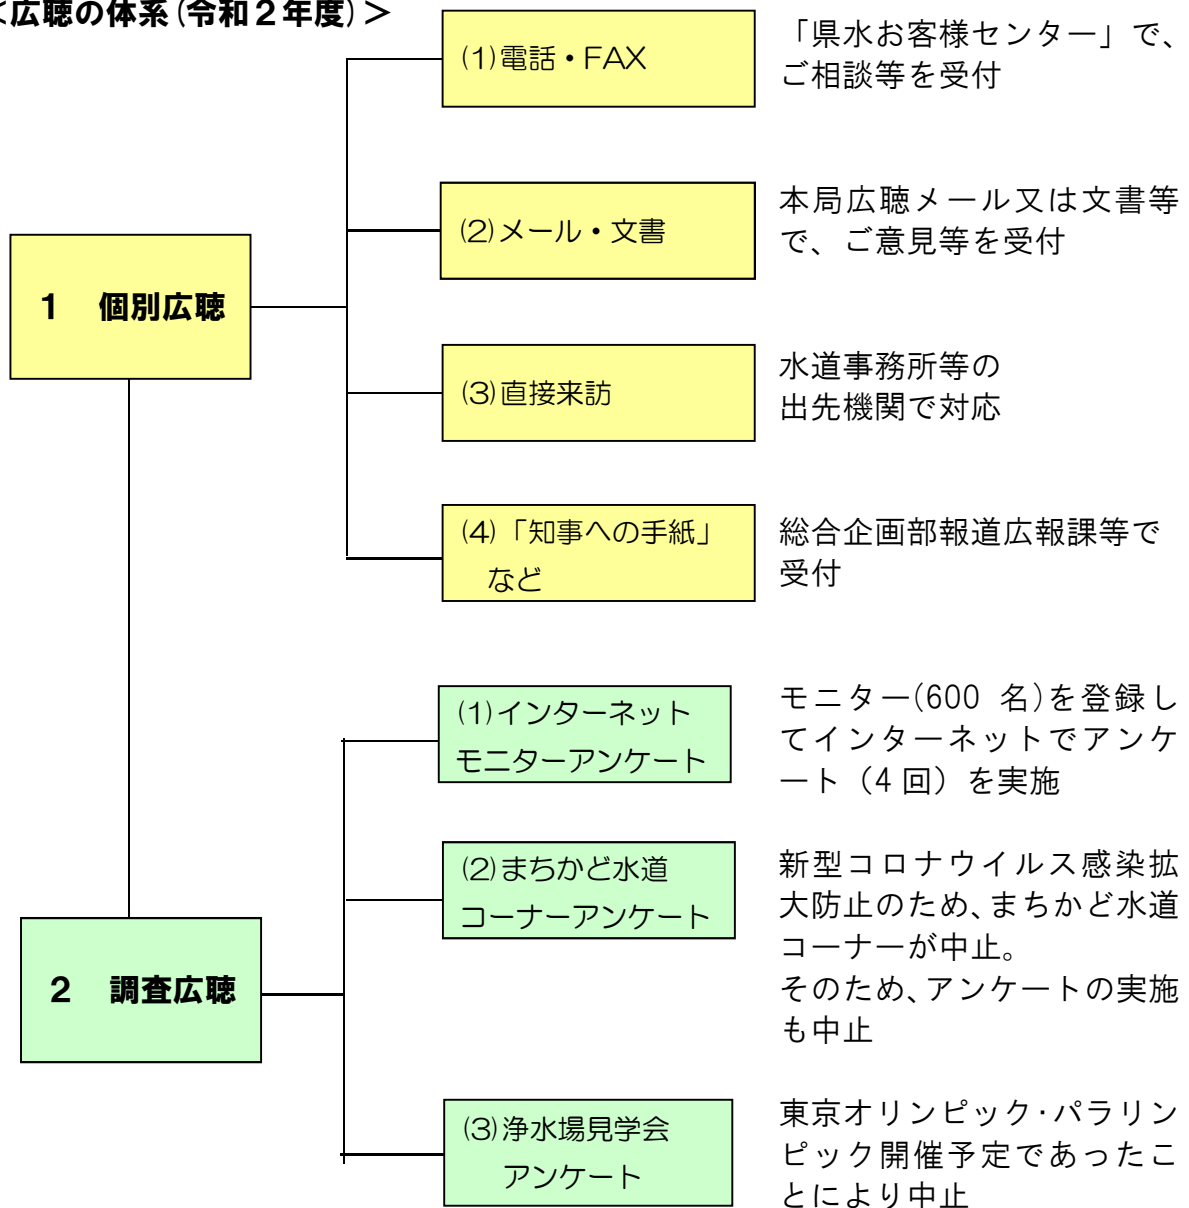 <広聴の体系(令和２年度)＞
(1)電話・FAX
「県水お客様センター」で、
ご相談等を受付
(2)メール・文書
本局広聴メール又は文書等
で、ご意見等を受付
１　個別広聴
(3)直接来訪
水道事務所等の
出先機関で対応
(4)「知事への手紙」
など
総合企画部報道広報課等で
受付
(1)インターネット
モニターアンケート
モニター(600 名)を登録し
てインターネットでアンケ
ート（4 回）を実施
(2)まちかど水道
コーナーアンケート
新型コロナウイルス感染拡
大防止のため、まちかど水道
コーナーが中止。
そのため、アンケートの実施
も中止
２　調査広聴
(3)浄水場見学会
アンケート
東京オリンピック・パラリン
ピック開催予定であったこ
とにより中止